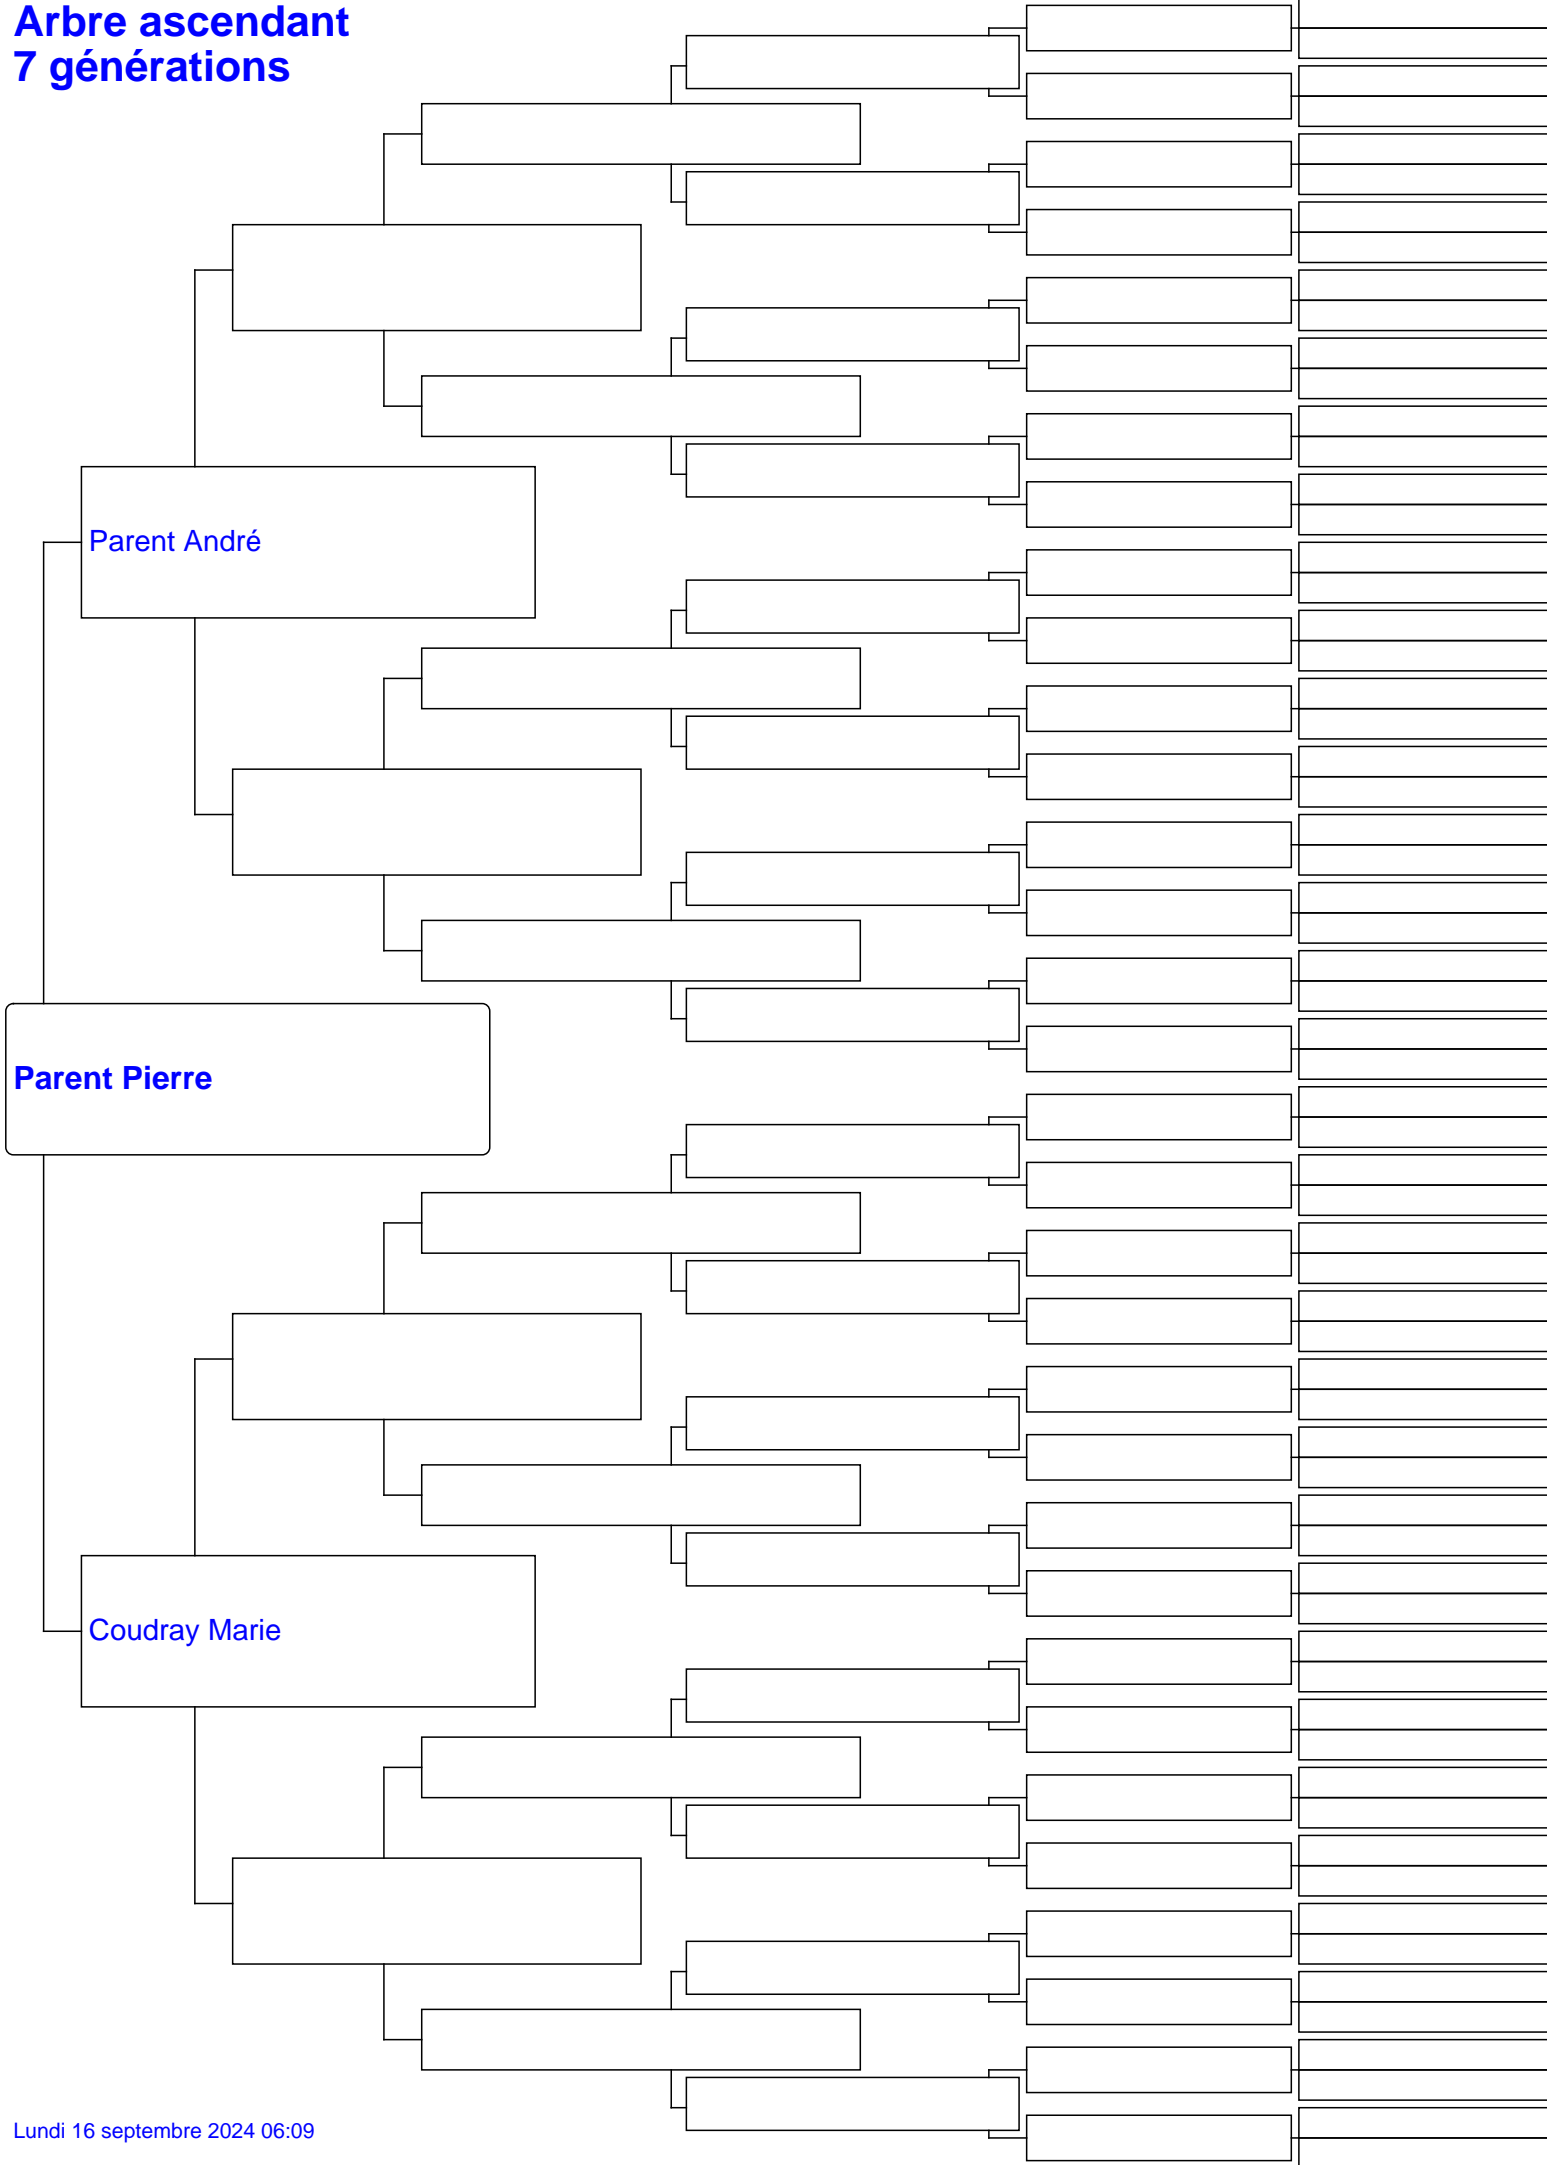 Arbre ascendant
7 générations
Parent André
Parent Pierre
Coudray Marie
Lundi 16 septembre 2024 06:09